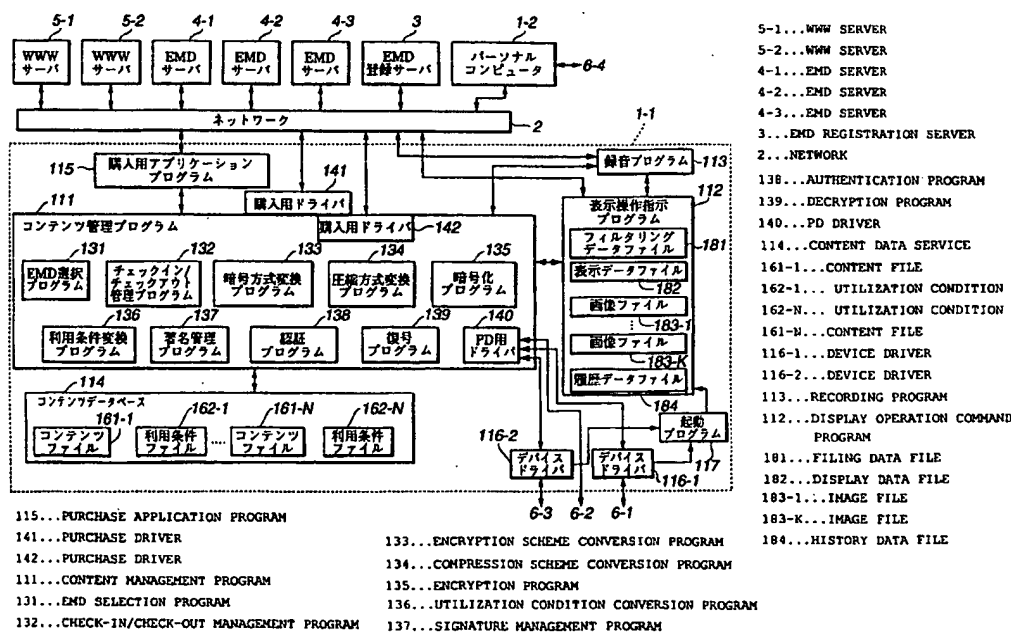 5-1
5-2
4-1
4-2
4-3
3
1-2
WWW
サーバ
WWW
サーバ
EMD
サーバ
EMD
サーバ
EMD
サーバ
EMD
登録サーバ
パーソナル
コンピュータ
6-4
ネットワーク
2
1-1
115
購入用アプリケーション
プログラム
141
購入用ドライバ
録音プログラム
113
111
コンテンツ管理プログラム
購入用ドライバ
142
112
表示操作指示
プログラム
フィルタリング
データファイル
181
表示データファイル
182
画像ファイル
183-1
画像ファイル
183-K
履歴データファイル
184
131
EMD選択
プログラム
132
チェックイン/
チェックアウト
管理プログラム
133
暗号方式変換
プログラム
134
圧縮方式変換
プログラム
135
暗号化
プログラム
136
利用条件変換
プログラム
137
署名管理
プログラム
138
認証
プログラム
139
復号
プログラム
140
PD用
ドライバ
114
コンテンツデータベース
161-1
コンテンツ
ファイル
162-1
利用条件
ファイル
161-N
コンテンツ
ファイル
162-N
利用条件
ファイル
116-2
デバイス
ドライバ
デバイス
ドライバ
116-1
起動
プログラム
117
6-3
6-2
6-1
5-1...WWW SERVER
5-2...WWW SERVER
4-1...EMD SERVER
4-2...EMD SERVER
4-3...EMD SERVER
3...EMD REGISTRATION SERVER
2...NETWORK
138...AUTHENTICATION PROGRAM
139...DECRYPTION PROGRAM
140...PD DRIVER
114...CONTENT DATA SERVICE
161-1...CONTENT FILE
162-1... UTILIZATION CONDITION
162-N... UTILIZATION CONDITION
161-N...CONTENT FILE
116-1...DEVICE DRIVER
116-2...DEVICE DRIVER
113...RECORDING PROGRAM
112...DISPLAY OPERATION COMMAND
PROGRAM
181...FILING DATA FILE
182...DISPLAY DATA FILE
183-1...IMAGE FILE
183-K...IMAGE FILE
184...HISTORY DATA FILE
115...PURCHASE APPLICATION PROGRAM
141...PURCHASE DRIVER
142...PURCHASE DRIVER
111...CONTENT MANAGEMENT PROGRAM
131...EMD SELECTION PROGRAM
132...CHECK-IN/CHECK-OUT MANAGEMENT PROGRAM
133...ENCRYPTION SCHEME CONVERSION PROGRAM
134...COMPRESSION SCHEME CONVERSION PROGRAM
135...ENCRYPTION PROGRAM
136...UTILIZATION CONDITION CONVERSION PROGRAM
137...SIGNATURE MANAGEMENT PROGRAM